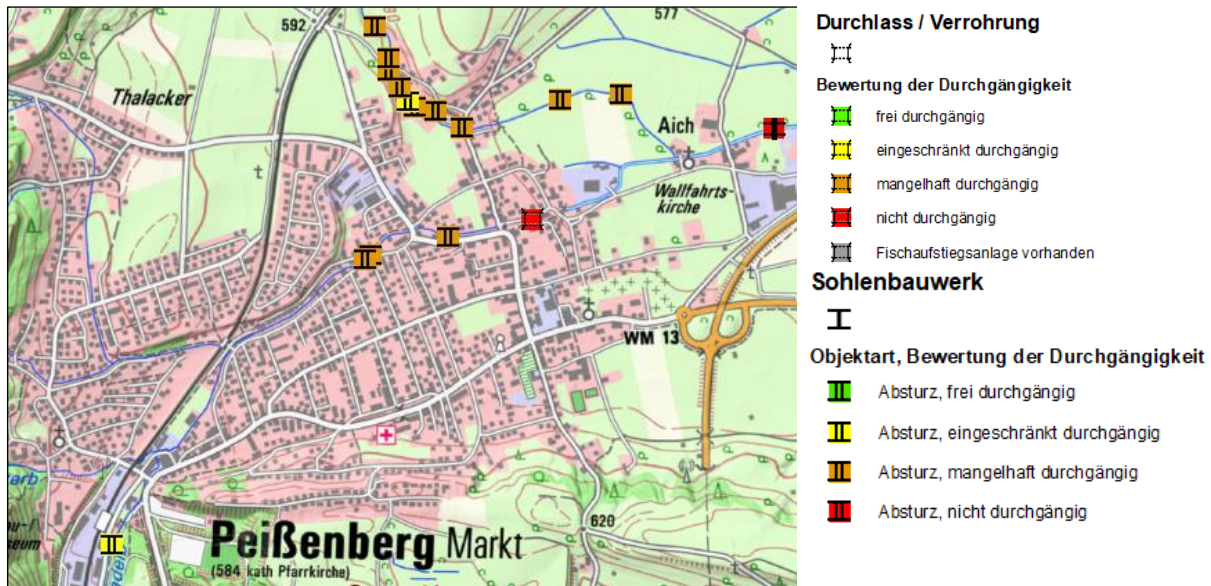 592
577
Thalacker
Aich
Wallfahrts-
kirche
WM 13
Peißenberg Markt
(584 kath Pfarrkirche)
620
Durchlass / Verrohrung
Bewertung der Durchgängigkeit
frei durchgängig
eingeschränkt durchgängig
mangelhaft durchgängig
nicht durchgängig
Fischaufstiegsanlage vorhanden
Sohlenbauwerk
Objektart, Bewertung der Durchgängigkeit
Absturz, frei durchgängig
Absturz, eingeschränkt durchgängig
Absturz, mangelhaft durchgängig
Absturz, nicht durchgängig